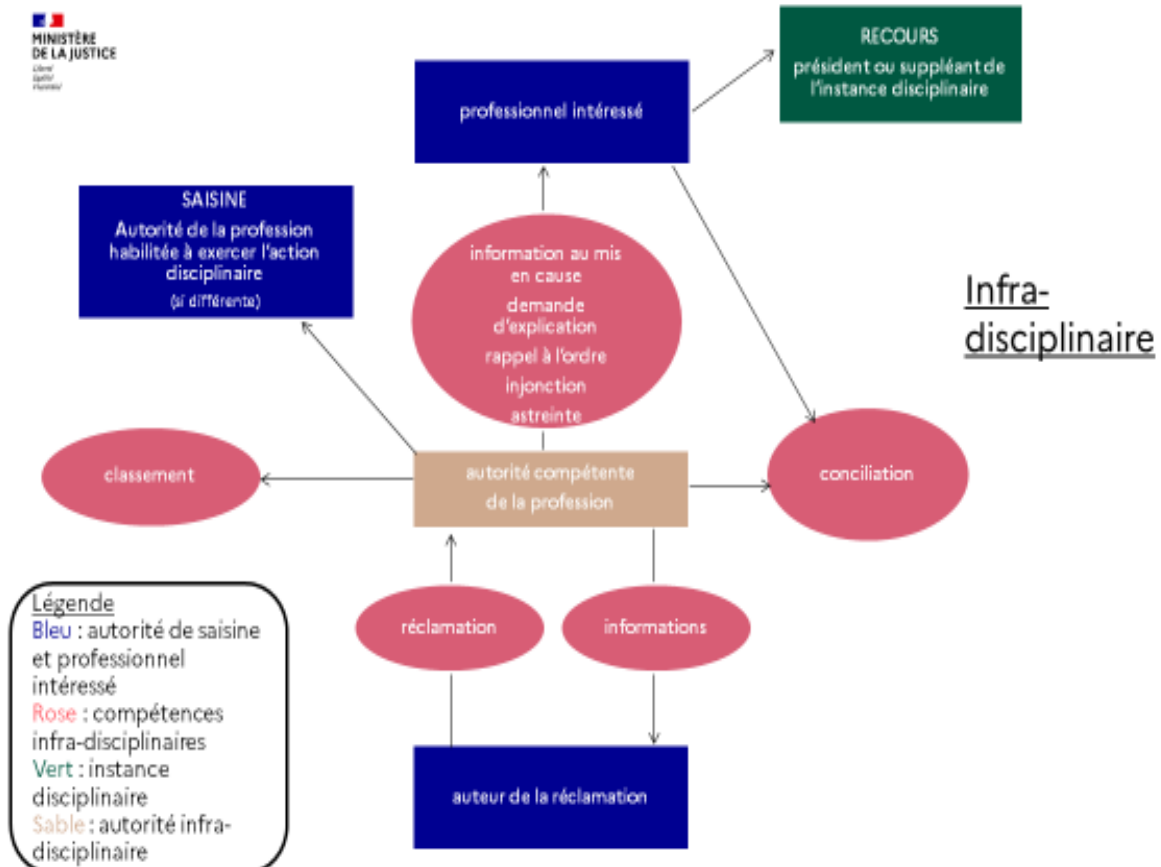 MINISTÈRE
DE LA JUSTICE
Liberté
Égalité
Fraternité
RECOURS
président ou suppléant de
l'instance disciplinaire
professionnel intéressé
SAISINE
Autorité de la profession
habilitée à exercer l'action
disciplinaire
(si différente)
information au mis
en cause
demande
d'explication
rappel à l'ordre
injonction
astreinte
Infra-
disciplinaire
classement
autorité compétente
de la profession
conciliation
réclamation
informations
auteur de la réclamation
Légende
Bleu : autorité de saisine
et professionnel
intéressé
Rose : compétences
infra-disciplinaires
Vert : instance
disciplinaire
Sable : autorité infra-
disciplinaire